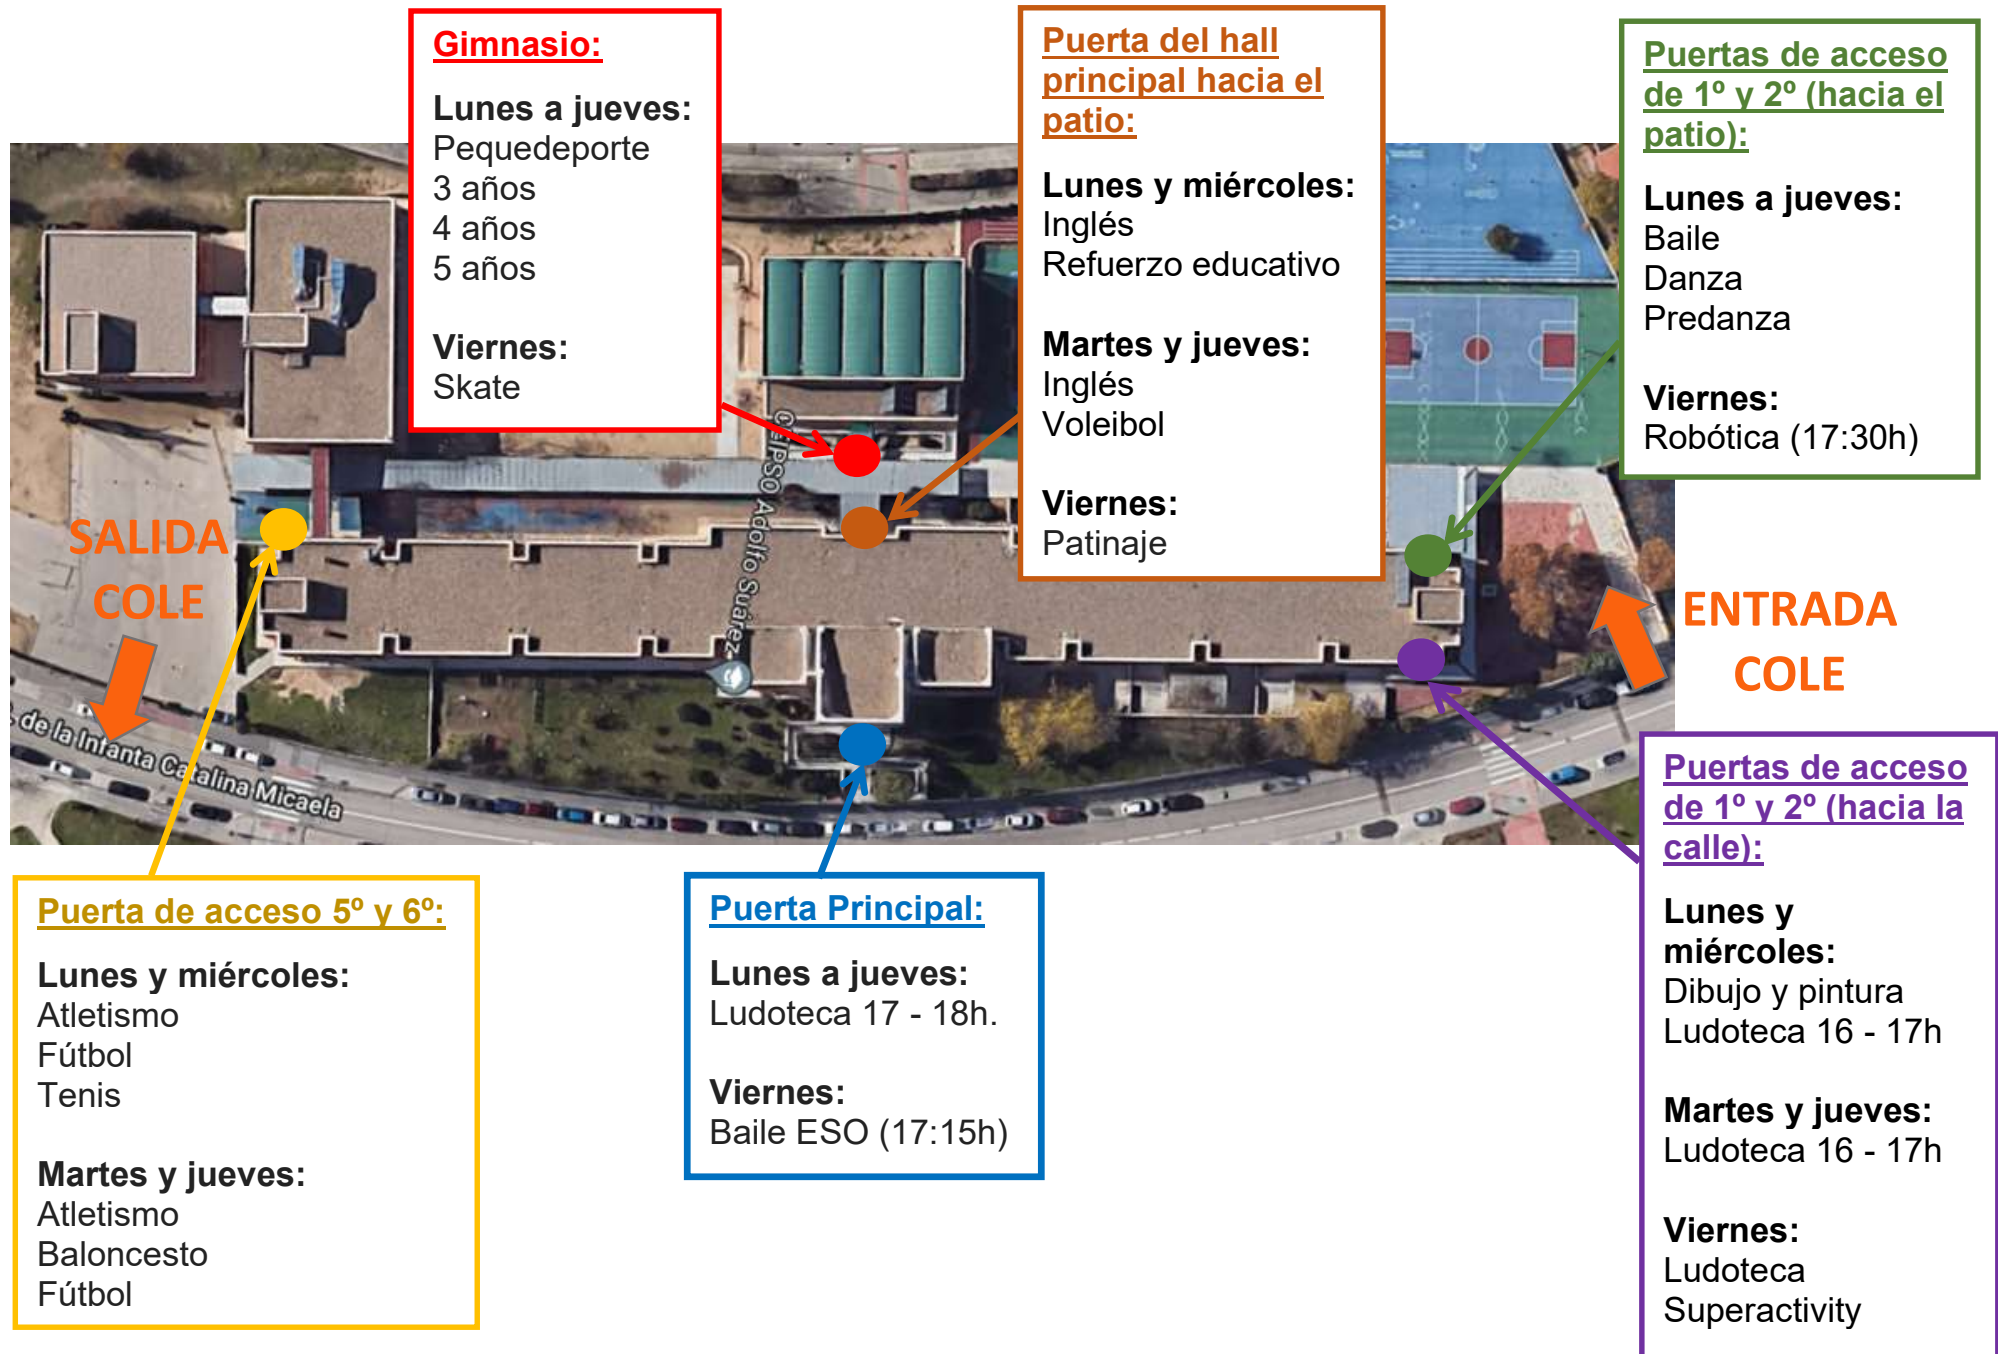 Gimnasio:
Lunes a jueves:
Pequedeporte
3 años
4 años
5 años
Viernes:
Skate
Puerta del hall
principal hacia el
patio:
Lunes y miércoles:
Inglés
Refuerzo educativo
Martes y jueves:
Inglés
Voleibol
Viernes:
Patinaje
Puertas de acceso
de 1º y 2º (hacia el
patio):
Lunes a jueves:
Baile
Danza
Predanza
Viernes:
Robótica (17:30h)
SALIDA
COLE
ENTRADA
COLE
CEIPSO Adolfo Suárez
de la Infanta Catalina Micaela
Puerta de acceso 5º y 6º:
Lunes y miércoles:
Atletismo
Fútbol
Tenis
Martes y jueves:
Atletismo
Baloncesto
Fútbol
Puerta Principal:
Lunes a jueves:
Ludoteca 17 - 18h.
Viernes:
Baile ESO (17:15h)
Puertas de acceso
de 1º y 2º (hacia la
calle):
Lunes y
miércoles:
Dibujo y pintura
Ludoteca 16 - 17h
Martes y jueves:
Ludoteca 16 - 17h
Viernes:
Ludoteca
Superactivity